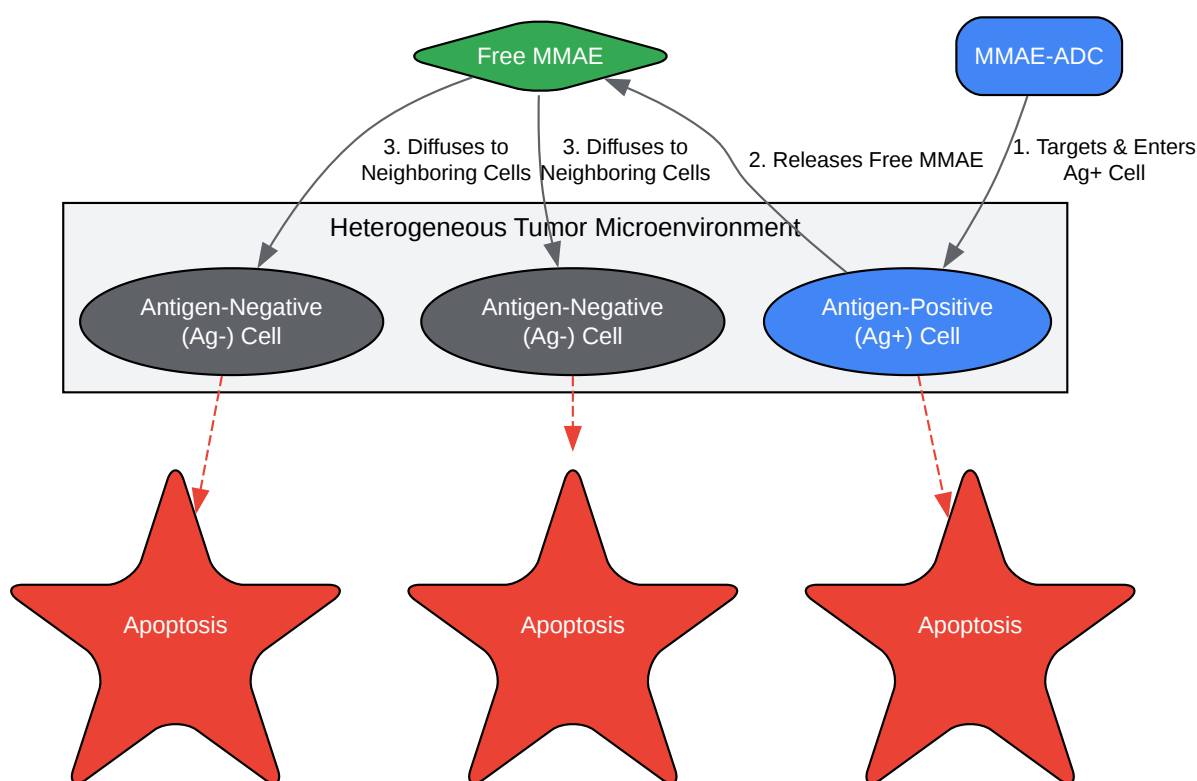 Free MMAE
MMAE-ADC
3. Diffuses to
Neighboring Cells
3. Diffuses to
Neighboring Cells
2. Releases Free MMAE
1. Targets & Enters
Ag+ Cell
Heterogeneous Tumor Microenvironment
Antigen-Negative
(Ag-) Cell
Antigen-Negative
(Ag-) Cell
Antigen-Positive
(Ag+) Cell
Apoptosis
Apoptosis
Apoptosis